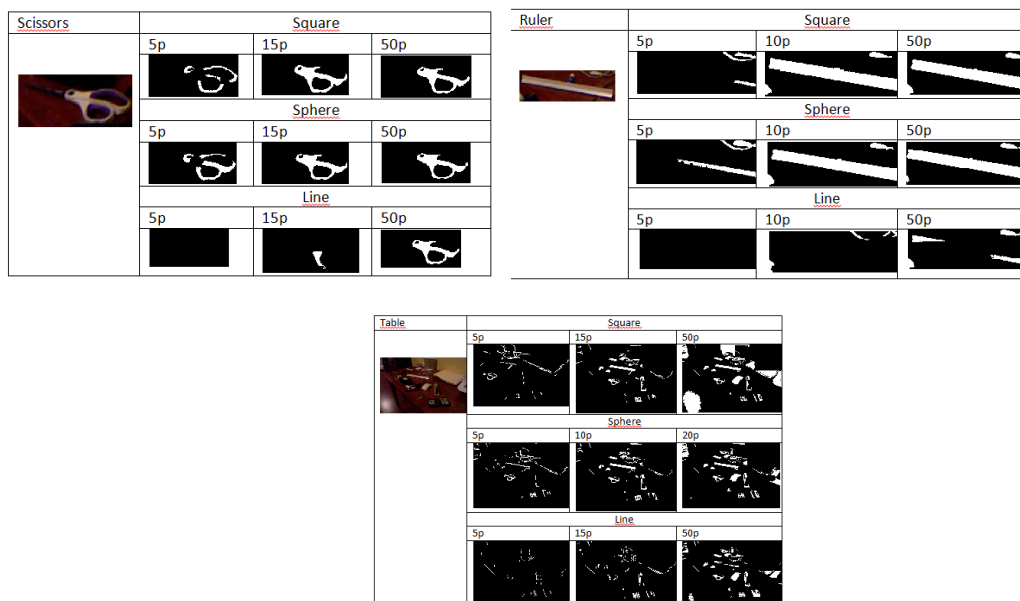 Scissors
Square
5p 15p 50p
Sphere
5p 15p 50p
Line
5p 15p 50p
Ruler
Square
5p 10p 50p
Sphere
5p 10p 50p
Line
5p 10p 50p
Table
Square
5p 15p 50p
Sphere
5p 10p 20p
Line
5p 15p 50p